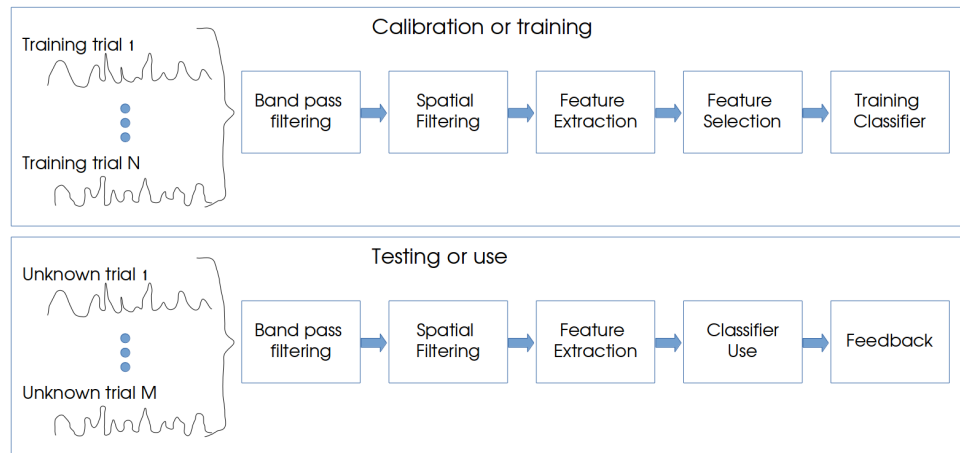 Calibration or training
Training trial 1
Training trial N
Band pass
filtering
Spatial
Filtering
Feature
Extraction
Feature
Selection
Training
Classifier
Testing or use
Unknown trial 1
Unknown trial M
Band pass
filtering
Spatial
Filtering
Feature
Extraction
Classifier
Use
Feedback